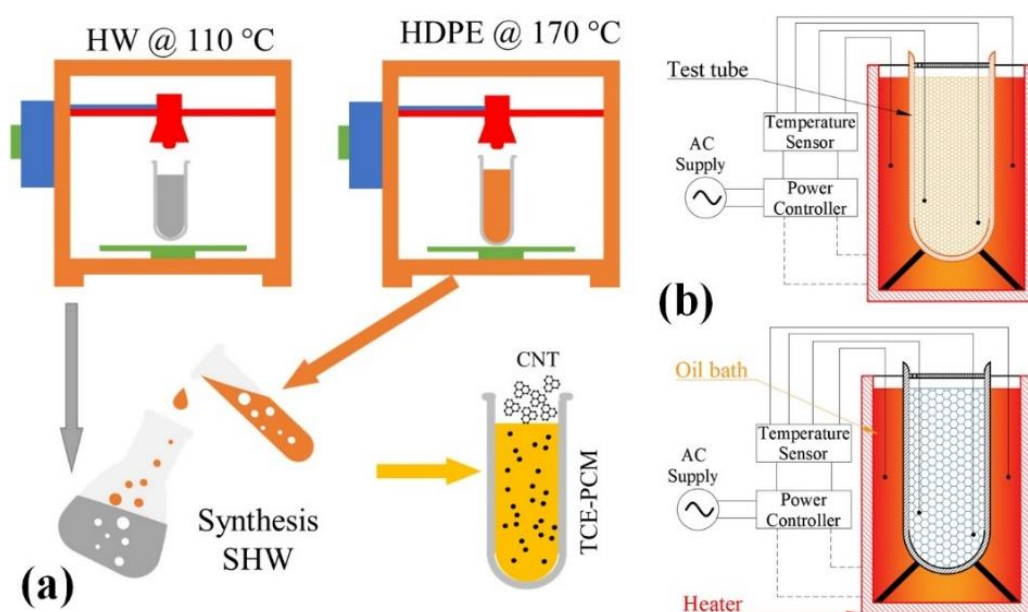 HW @ 110 °C
HDPE @ 170 °C
CNT
TCE-PCM
Synthesis
SHW
(a)
Test tube
Temperature
Sensor
AC
Supply
Power
Controller
(b)
Oil bath
Temperature
Sensor
AC
Supply
Power
Controller
Heater